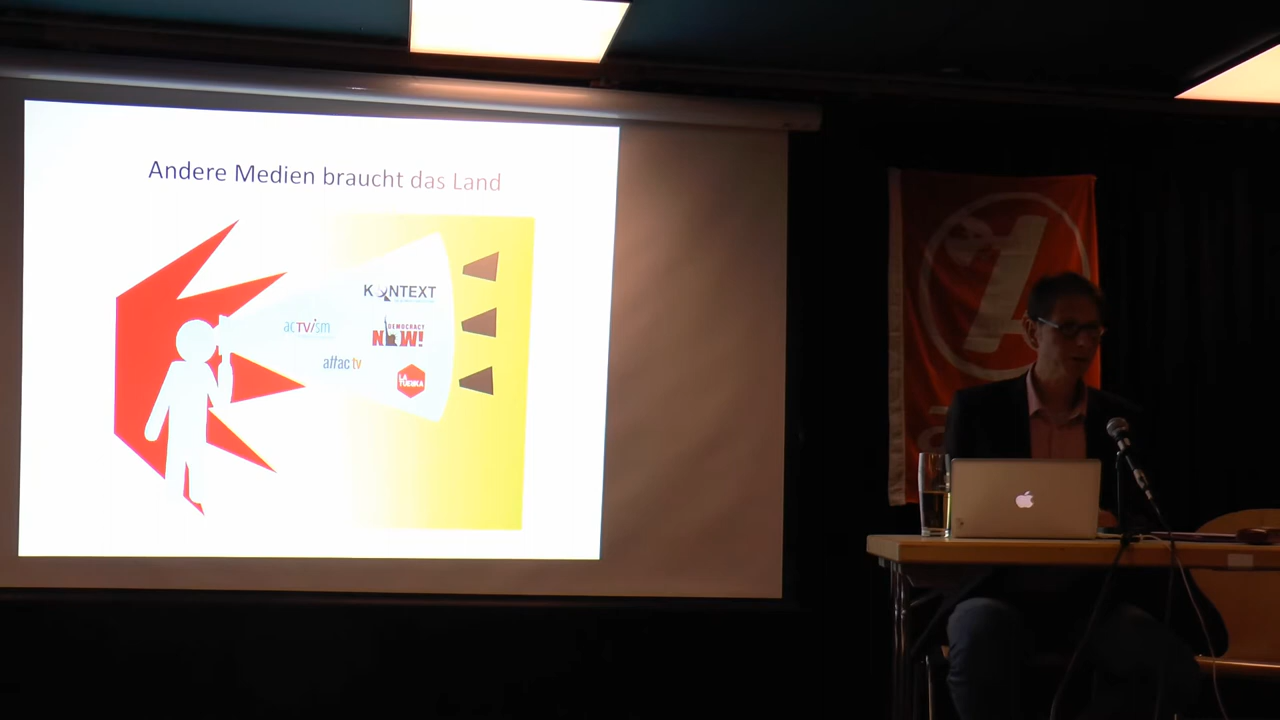 Andere Medien braucht das Land
KONTEXT
acTVism
DEMOCRACY
NOW!
attac tv
LA
TUERKA